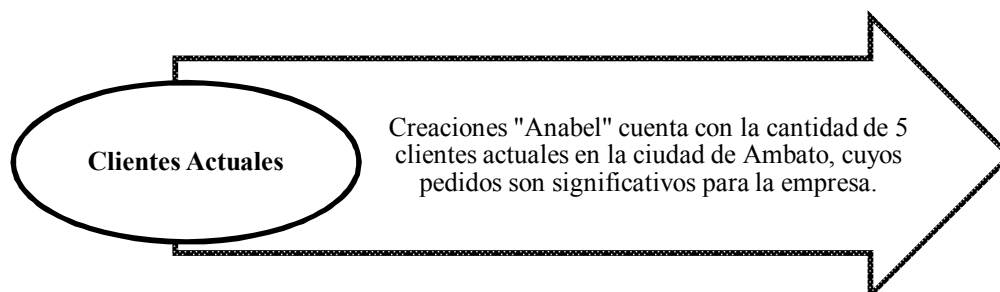 Clientes Actuales
Creaciones "Anabel" cuenta con la cantidad de 5
clientes actuales en la ciudad de Ambato, cuyos
pedidos son significativos para la empresa.